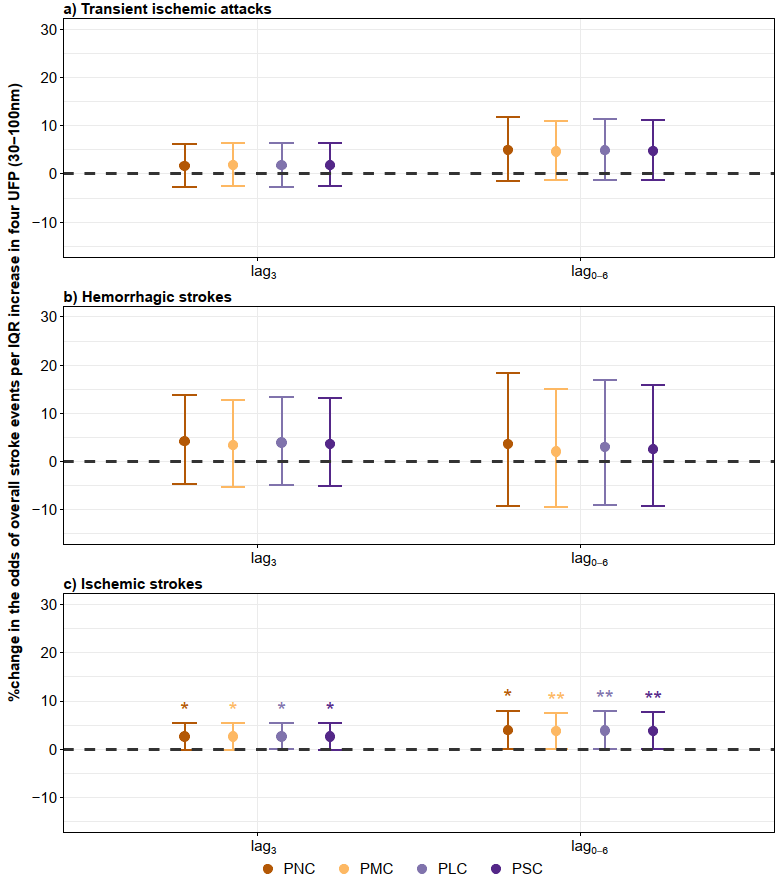 %change in the odds of overall stroke events per IQR increase in four UFP (30−100nm)
a) Transient ischemic attacks
30
20
10
0
−10
lag3 lag0−6
b) Hemorrhagic strokes
30
20
10
0
−10
lag3 lag0−6
c) Ischemic strokes
30
20
10
0
−10
* * * * * ** ** **
lag3 lag0−6
PNC PMC PLC PSC